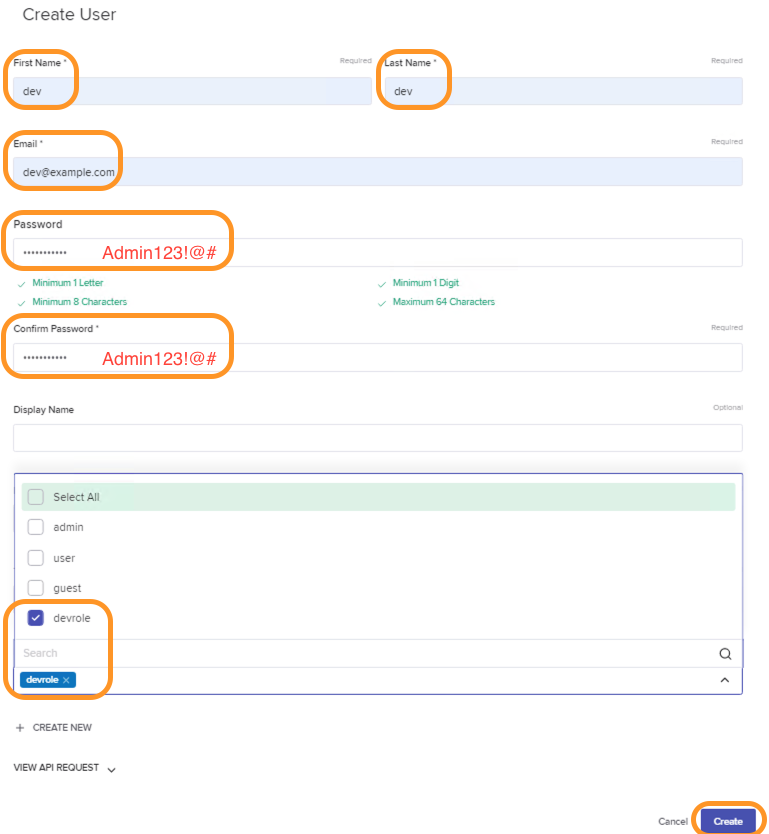 Create User
First Name * Required Last Name * Required
dev dev
Email * Required
dev@example.com
Password
••••••••••• Admin123!@#
Minimum 1 Letter Minimum 1 Digit
Minimum 8 Characters Maximum 64 Characters
Confirm Password * Required
••••••••••• Admin123!@#
Display Name Optional
Select All
admin
user
guest
devrole
Search
devrole ×
+ CREATE NEW
VIEW API REQUEST
Cancel Create